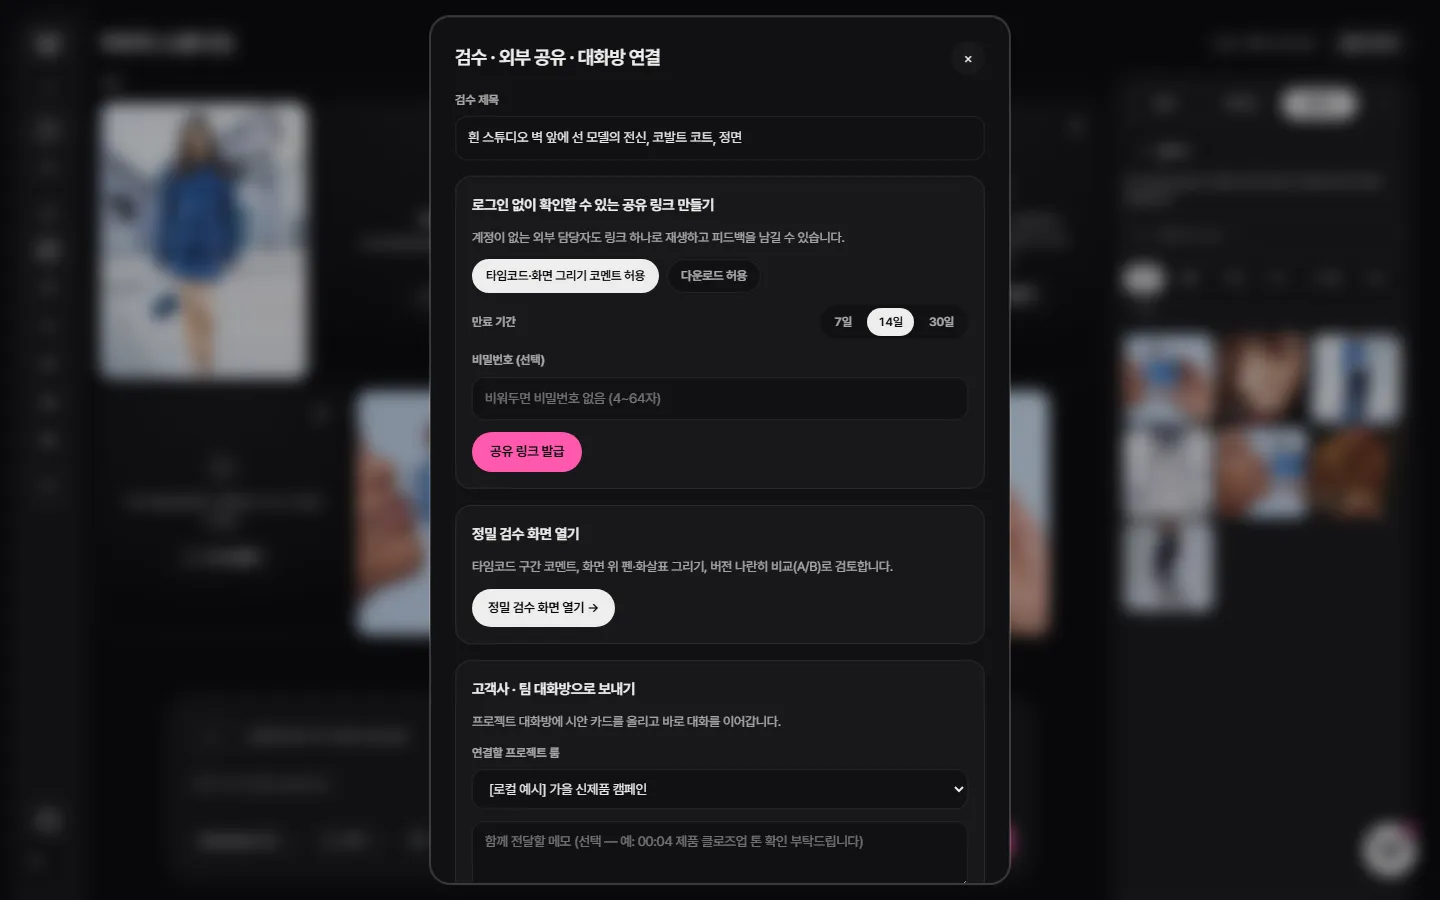 검수 · 외부 공유 · 대화방 연결
×
검수 제목
흰 스튜디오 벽 앞에 선 모델의 전신, 코발트 코트, 정면
로그인 없이 확인할 수 있는 공유 링크 만들기
계정이 없는 외부 담당자도 링크 하나로 재생하고 피드백을 남길 수 있습니다.
타임코드·화면 그리기 코멘트 허용 다운로드 허용
만료 기간 7일 14일 30일
비밀번호 (선택)
비워두면 비밀번호 없음 (4~64자)
공유 링크 발급
정밀 검수 화면 열기
타임코드 구간 코멘트, 화면 위 펜·화살표 그리기, 버전 나란히 비교(A/B)로 검토합니다.
정밀 검수 화면 열기 →
고객사 · 팀 대화방으로 보내기
프로젝트 대화방에 시안 카드를 올리고 바로 대화를 이어갑니다.
연결할 프로젝트 룸
[로컬 예시] 가을 신제품 캠페인
함께 전달할 메모 (선택 — 예: 00:04 제품 클로즈업 톤 확인 부탁드립니다)